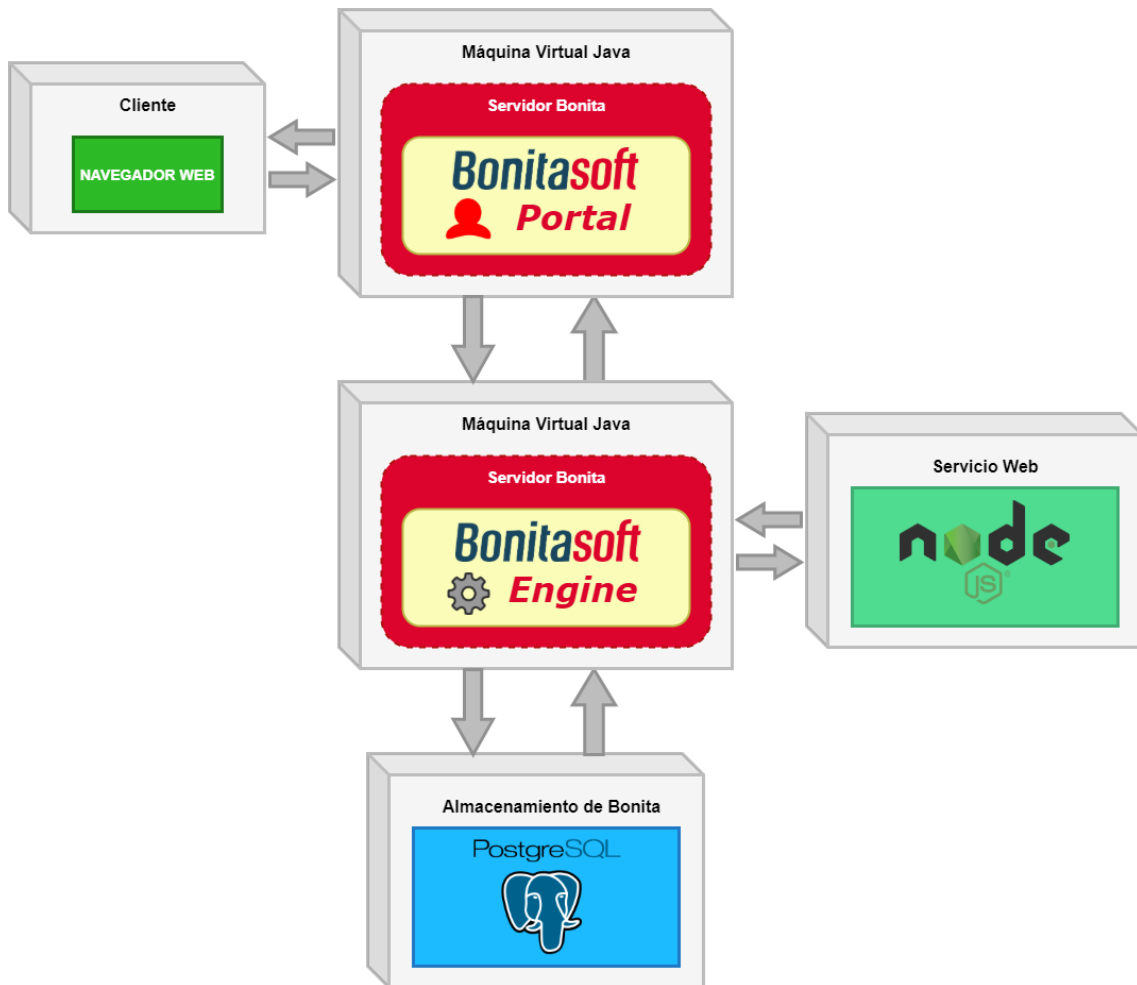 Máquina Virtual Java
Cliente
Servidor Bonita
NAVEGADOR WEB
Bonitasoft
Portal
Máquina Virtual Java
Servidor Bonita
Bonitasoft
Engine
Servicio Web
node
JS
Almacenamiento de Bonita
PostgreSQL